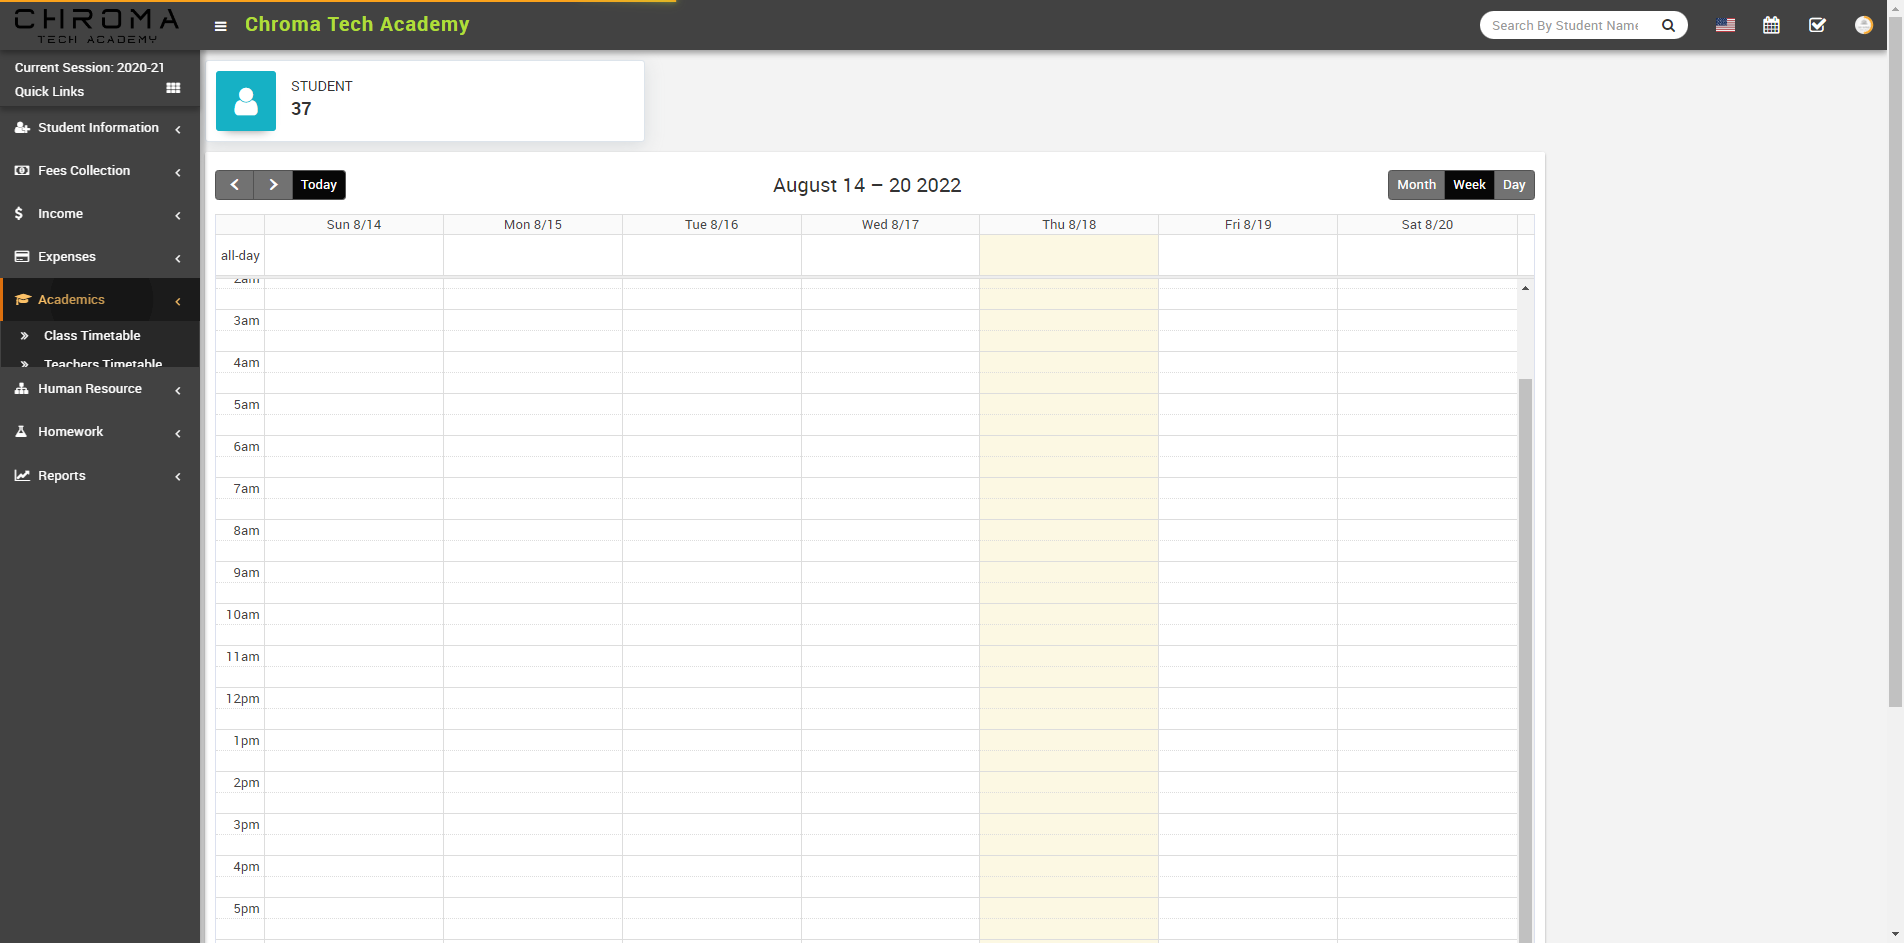 CHROMA
TECH ACADEMY
Chroma Tech Academy
Search By Student Name
Current Session: 2020-21
Quick Links
Student Information
Fees Collection
Income
Expenses
Academics
Class Timetable
Teachers Timetable
Human Resource
Homework
Reports
STUDENT
37
Today
August 14 – 20 2022
Month Week Day
Sun 8/14 Mon 8/15 Tue 8/16 Wed 8/17 Thu 8/18 Fri 8/19 Sat 8/20
all-day
2am
3am
4am
5am
6am
7am
8am
9am
10am
11am
12pm
1pm
2pm
3pm
4pm
5pm